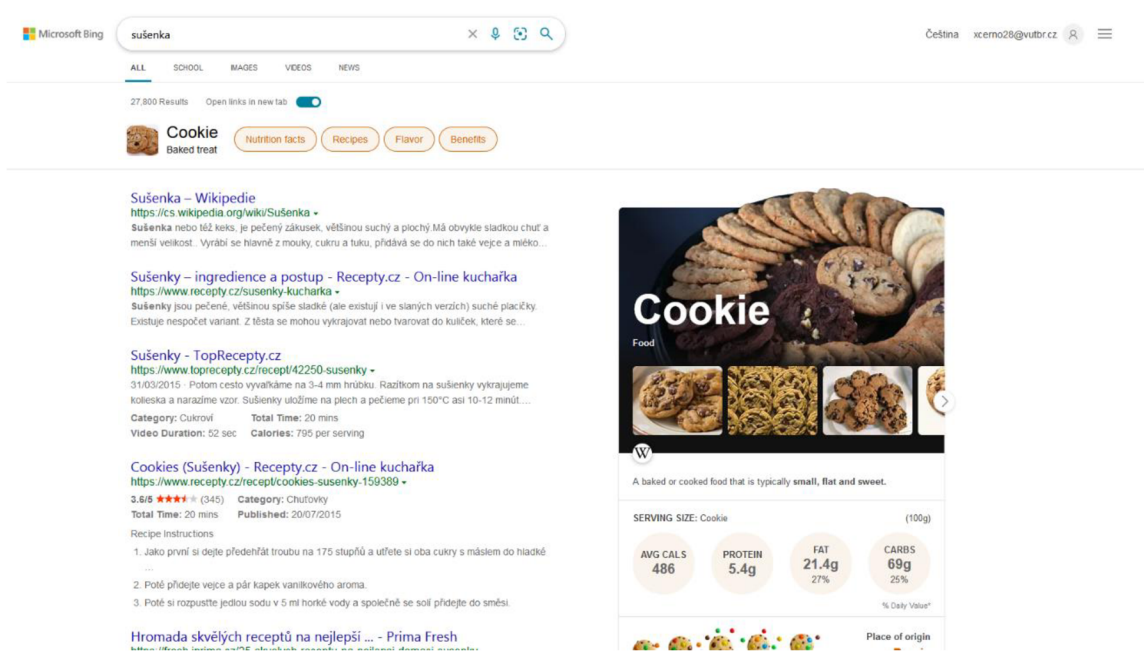 Microsoft Bing
sušenka
Čeština xcerno28@vutbr.cz
ALL SCHOOL IMAGES VIDEOS NEWS
27,800 Results Open links in new tab
Cookie
Baked treat
Nutrition facts Recipes Flavor Benefits
Sušenka – Wikipedie
https://cs.wikipedia.org/wiki/Sušenka
Sušenka nebo též keks, je pečený zákusek, většinou suchý a plochý.Má obvykle sladkou chuť a
menší velikost.. Vyrábí se hlavně z mouky, cukru a tuku, přidává se do nich také vejce a mléko...
Sušenky – ingredience a postup - Recepty.cz - On-line kuchařka
https://www.recepty.cz/susenky-kucharka
Sušenky jsou pečené, většinou spíše sladké (ale existují i ve slaných verzích) suché placičky.
Existuje nespočet variant. Z těsta se mohou vykrajovat nebo tvarovat do kuliček, které se...
Sušenky - TopRecepty.cz
https://www.toprecepty.cz/recept/42250-susenky
31/03/2015 · Potom cesto vyvaľkáme na 3-4 mm hrúbku. Razítkom na sušienky vykrajujeme
kolieska a narazíme vzor. Sušienky uložíme na plech a pečieme pri 150°C asi 10-12 minút....
Category: Cukroví Total Time: 20 mins
Video Duration: 52 sec Calories: 795 per serving
Cookies (Sušenky) - Recepty.cz - On-line kuchařka
https://www.recepty.cz/recept/cookies-susenky-159389
3.6/5 (345) Category: Chuťovky
Total Time: 20 mins Published: 20/07/2015
Recipe Instructions
1. Jako první si dejte předehřát troubu na 175 stupňů a utřete si oba cukry s máslem do hladké
...
2. Poté přidejte vejce a pár kapek vanilkového aroma.
3. Poté si rozpusťte jedlou sodu v 5 ml horké vody a společně se solí přidejte do směsi.
Hromada skvělých receptů na nejlepší ... - Prima Fresh
Cookie
Food
W
A baked or cooked food that is typically small, flat and sweet.
SERVING SIZE: Cookie (100g)
AVG CALS PROTEIN FAT CARBS
486 5.4g 21.4g 69g
27% 25%
% Daily Value*
Place of origin